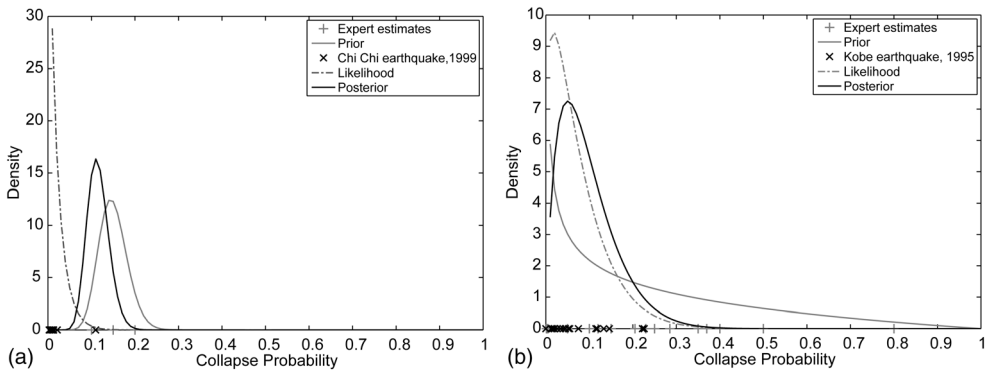 30
25
20
15
10
5
0
0 0.1 0.2 0.3 0.4 0.5 0.6 0.7 0.8 0.9 1
Density
Collapse Probability
Expert estimates
Prior
Chi Chi earthquake,1999
Likelihood
Posterior
(a)
10
9
8
7
6
5
4
3
2
1
0
0 0.1 0.2 0.3 0.4 0.5 0.6 0.7 0.8 0.9 1
Density
Collapse Probability
Expert estimates
Prior
Kobe earthquake, 1995
Likelihood
Posterior
(b)